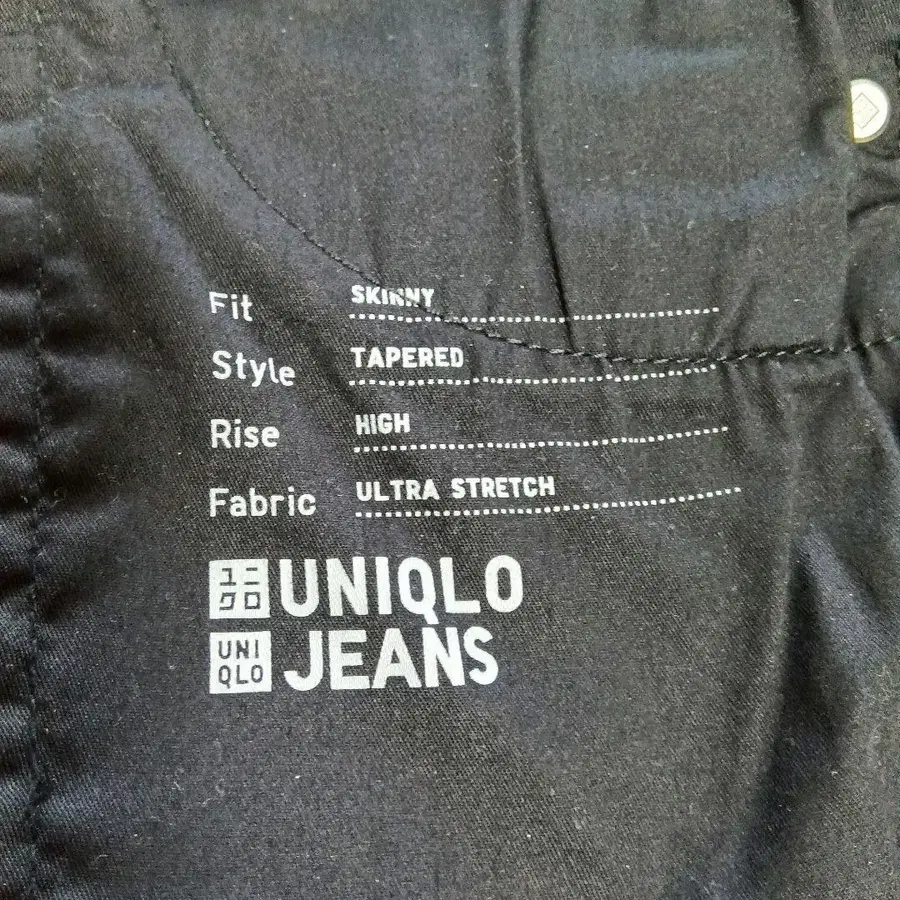 Fit SKINNY
Style TAPERED
Rise HIGH
Fabric ULTRA STRETCH
ユニ UNIQLO
クロ
UNI JEANS
QLO